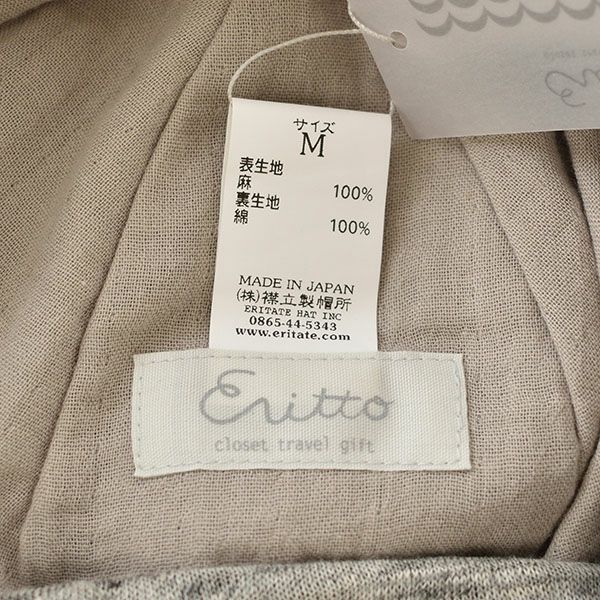 サイズ
M
表生地
麻 100%
裏生地
綿 100%
MADE IN JAPAN
(株)襟立製帽所
ERITATE HAT INC
0865-44-5343
www.eritate.net
Eritto
closet travel gift